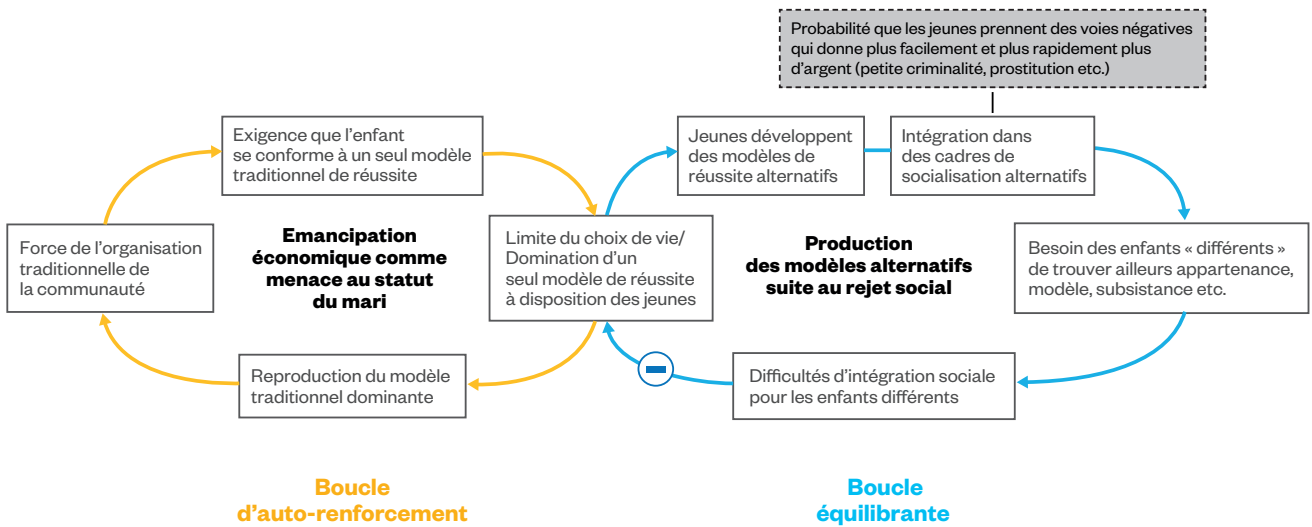 Probabilité que les jeunes prennent des voies négatives
qui donne plus facilement et plus rapidement plus
d'argent (petite criminalité, prostitution etc.)
Exigence que l'enfant
se conforme à un seul modèle
traditionnel de réussite
Jeunes développent
des modèles de
réussite alternatifs
Intégration dans
des cadres de
socialisation alternatifs
Force de l'organisation
traditionnelle de
la communauté
Emancipation
économique comme
menace au statut
du mari
Limite du choix de vie/
Domination d'un
seul modèle de réussite
à disposition des jeunes
Production
des modèles alternatifs
suite au rejet social
Besoin des enfants « différents »
de trouver ailleurs appartenance,
modèle, subsistance etc.
Reproduction du modèle
traditionnel dominante
Difficultés d'intégration sociale
pour les enfants différents
Boucle
d'auto-renforcement
Boucle
équilibrante